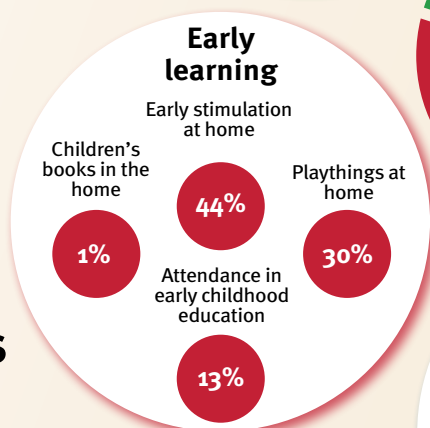 Early
learning
Early stimulation
at home
44%
Children's
books in the
home
1%
Playthings at
home
30%
Attendance in
early childhood
education
13%
s